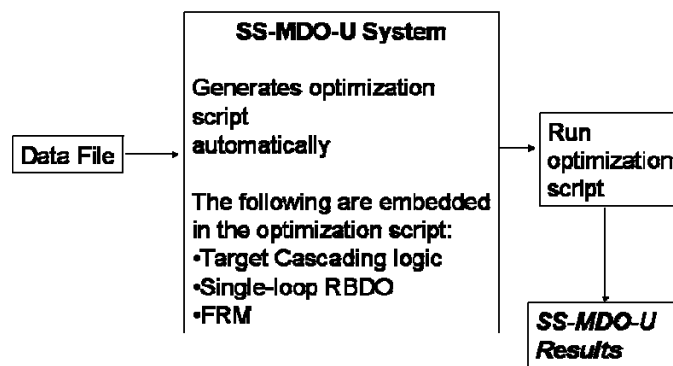 SS-MDO-U System
Generates optimization
script
automatically
The following are embedded
in the optimization script:
•Target Cascading logic
•Single-loop RBDO
•FRM
Data File
Run
optimization
script
SS-MDO-U
Results